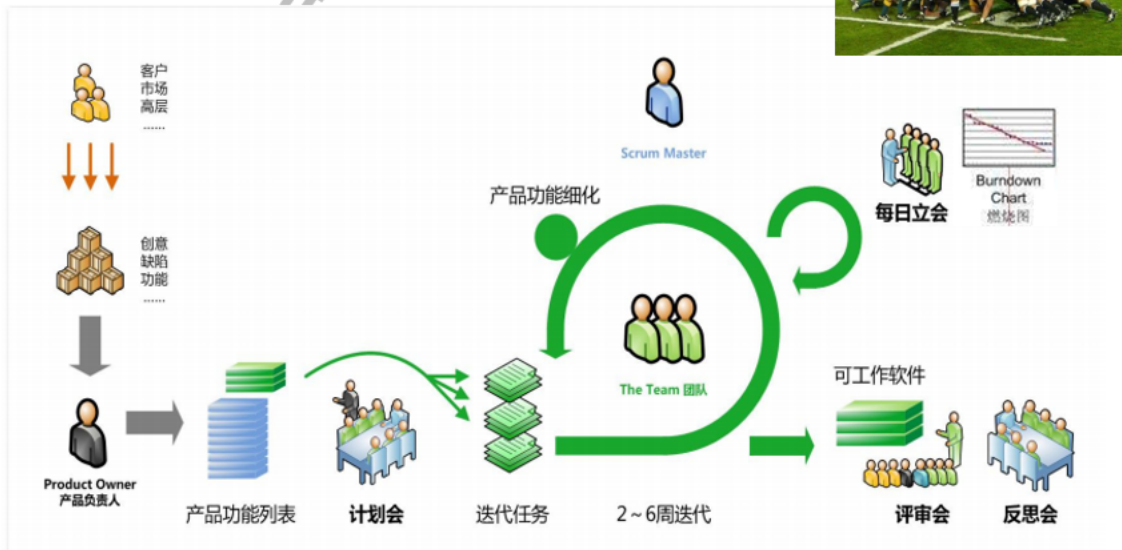 客户
市场
高层
......
Scrum Master
产品功能细化
每日立会
Burndown
Chart
燃烧图
创意
缺陷
功能
......
The Team 团队
可工作软件
Product Owner
产品负责人
产品功能列表
计划会
迭代任务
2~6周迭代
评审会
反思会